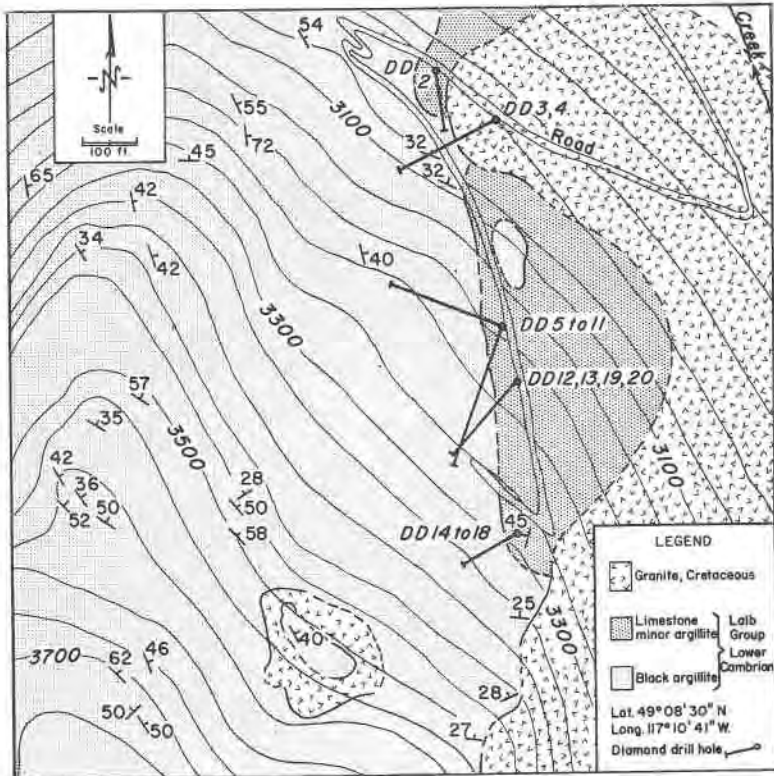 N
Scale
100 ft.
Creek
54
DD 2
DD 3,4
Road
3100
32
32
55
72
45
65
42
34
42
40
3300
DD 5 to 11
DD 12, 13, 19, 20
57
35
3500
42
36
50
52
28
50
58
3100
DD 14 to 18
45
25
3300
40
3700
62
46
50
50
28
27
LEGEND
Granite, Cretaceous
Limestone
minor argillite
Black argillite
Laib
Group
Lower
Cambrian
Lat. 49° 08' 30" N
Long. 117° 10' 41" W.
Diamond drill hole